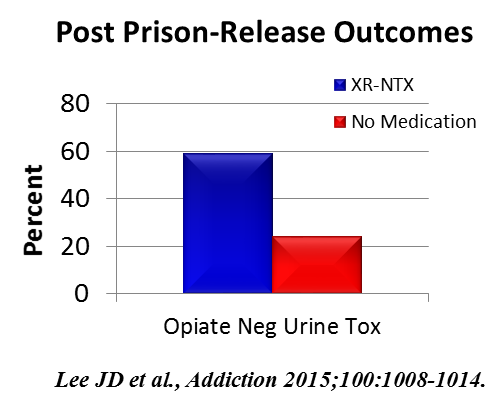 Post Prison-Release Outcomes
XR-NTX
No Medication
80
60
40
20
0
Percent
Opiate Neg Urine Tox
Lee JD et al., Addiction 2015;100:1008-1014.